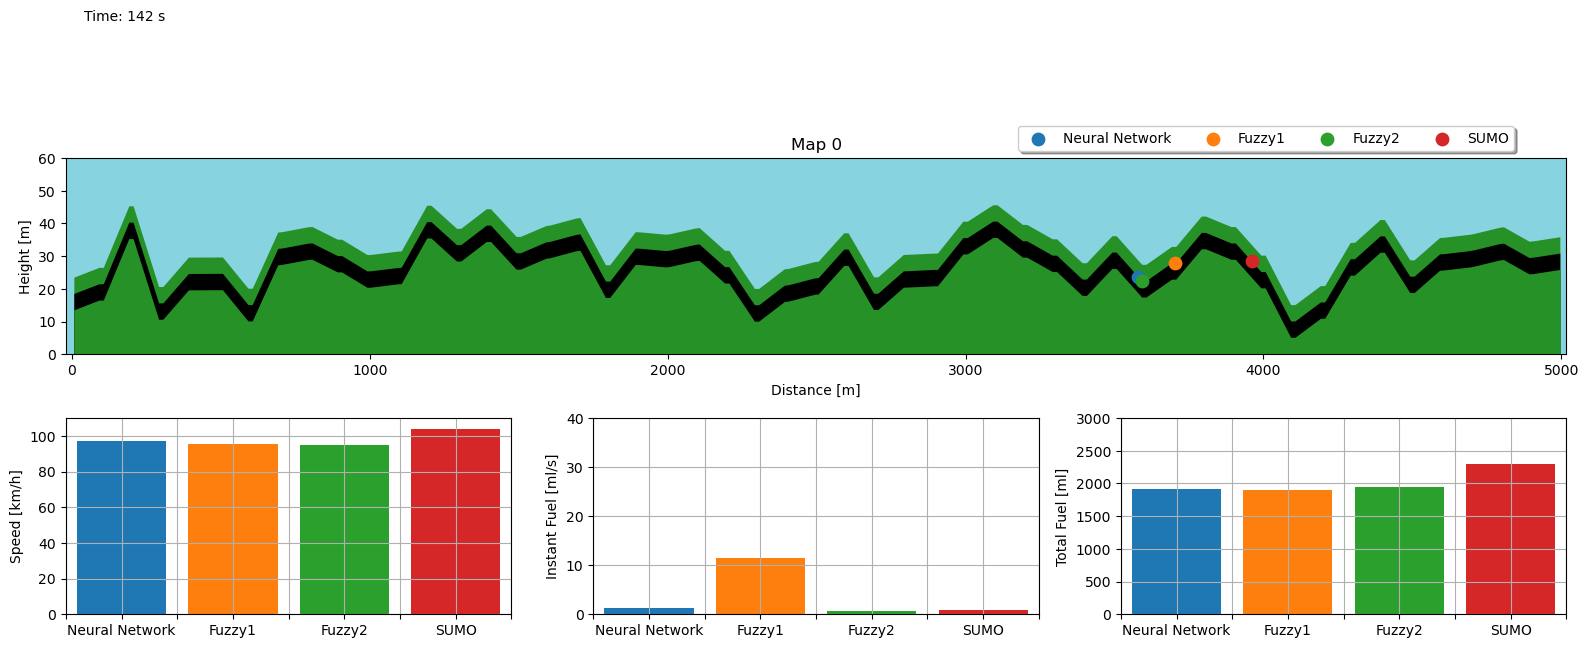 Time: 142 s
Neural Network Fuzzy1 Fuzzy2 SUMO
Map 0
60
50
40
30
20
10
0
Height [m]
0 1000 2000 3000 4000 5000
Distance [m]
100
80
60
40
20
0
Speed [km/h]
Neural Network Fuzzy1 Fuzzy2 SUMO
40
30
20
10
0
Instant Fuel [ml/s]
Neural Network Fuzzy1 Fuzzy2 SUMO
3000
2500
2000
1500
1000
500
0
Total Fuel [ml]
Neural Network Fuzzy1 Fuzzy2 SUMO